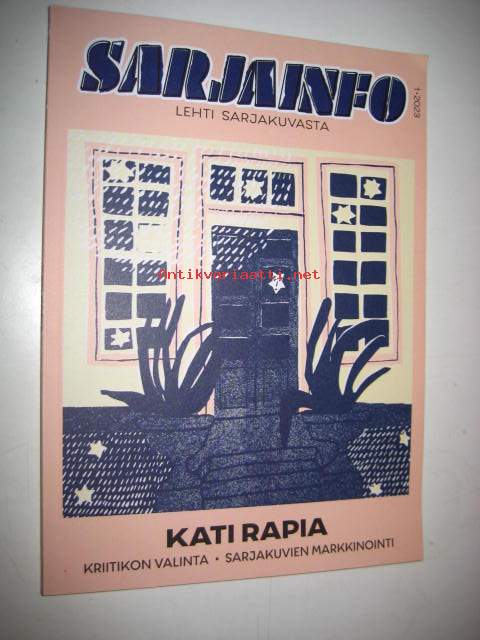 SARJAINFO
1·2023
LEHTI SARJAKUVASTA
Antikvariaatti.net
KATI RAPIA
KRIITIKON VALINTA • SARJAKUVIEN MARKKINOINTI